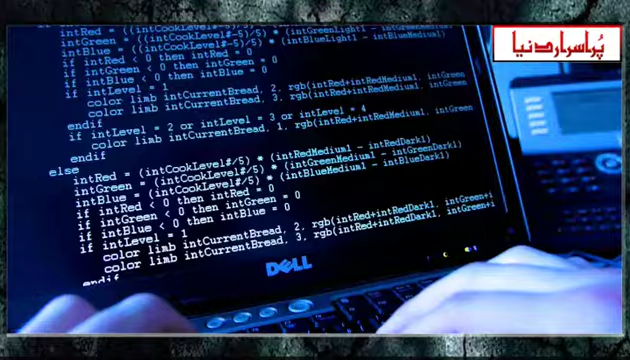 intRed = ((intCookLevel#-5)/5) * (intRedLight1 - intRedMedium1)
intGreen = ((intCookLevel#-5)/5) * (intGreenLight1 - intGreenMedium1)
intBlue = ((intCookLevel#-5)/5) * (intBlueLight1 - intBlueMedium1)
if intRed < 0 then intRed = 0
if intGreen < 0 then intGreen = 0
if intBlue < 0 then intBlue = 0
if intLevel = 1
color limb intCurrentBread, 2, rgb(intRed+intRedMedium1, intGreen
color limb intCurrentBread, 3, rgb(intRed+intRedMedium1, intGreen
endif
if intLevel = 2 or intLevel = 3 or intLevel = 4
color limb intCurrentBread, 1, rgb(intRed+intRedMedium1, intGreen
endif
else
intRed = (intCookLevel#/5) * (intRedMedium1 - intRedDark1)
intGreen = (intCookLevel#/5) * (intGreenMedium1 - intGreenDark1)
intBlue = (intCookLevel#/5) * (intBlueMedium1 - intBlueDark1)
if intRed < 0 then intRed = 0
if intGreen < 0 then intGreen = 0
if intBlue < 0 then intBlue = 0
if intLevel = 1
color limb intCurrentBread, 2, rgb(intRed+intRedDark1, intGreen+i
color limb intCurrentBread, 3, rgb(intRed+intRedDark1, intGreen+i
endif
DELL
پُراسرار دنیا